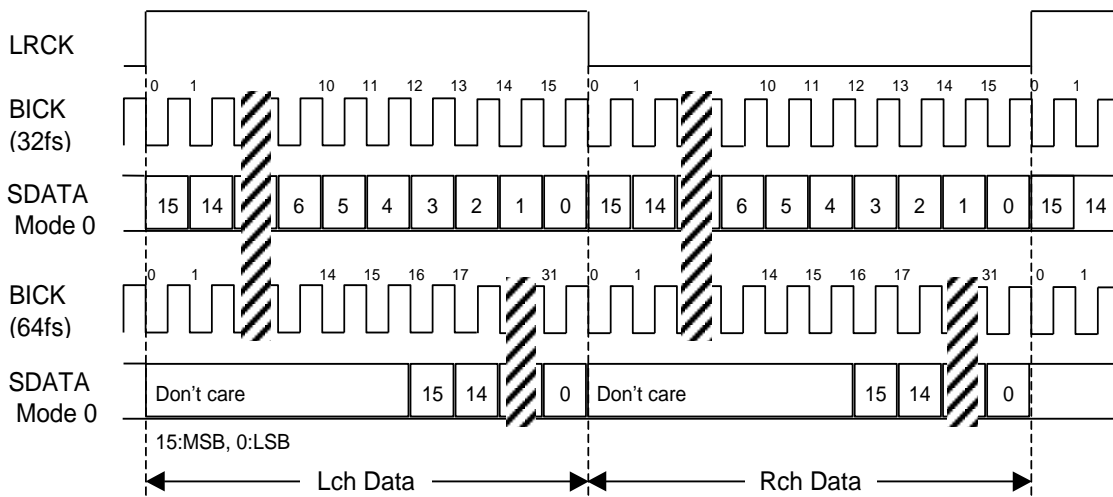 LRCK
0 1 10 11 12 13 14 15 0 1 10 11 12 13 14 15 0 1
BICK
(32fs)
SDATA
Mode 0
15 14 6 5 4 3 2 1 0 15 14 6 5 4 3 2 1 0 15 14
0 1 14 15 16 17 31 0 1 14 15 16 17 31 0 1
BICK
(64fs)
SDATA
Mode 0
Don't care 15 14 0 Don't care 15 14 0
15:MSB, 0:LSB
Lch Data Rch Data